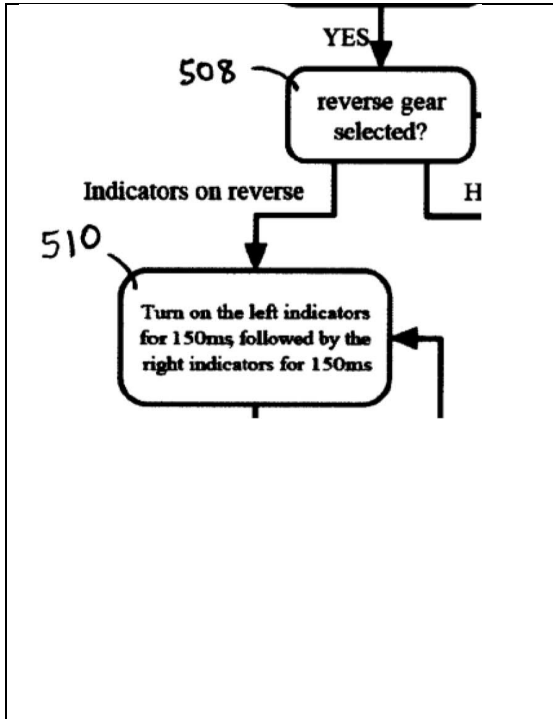 YES
508
reverse gear
selected?
Indicators on reverse
H
510
Turn on the left indicators
for 150ms, followed by the
right indicators for 150ms